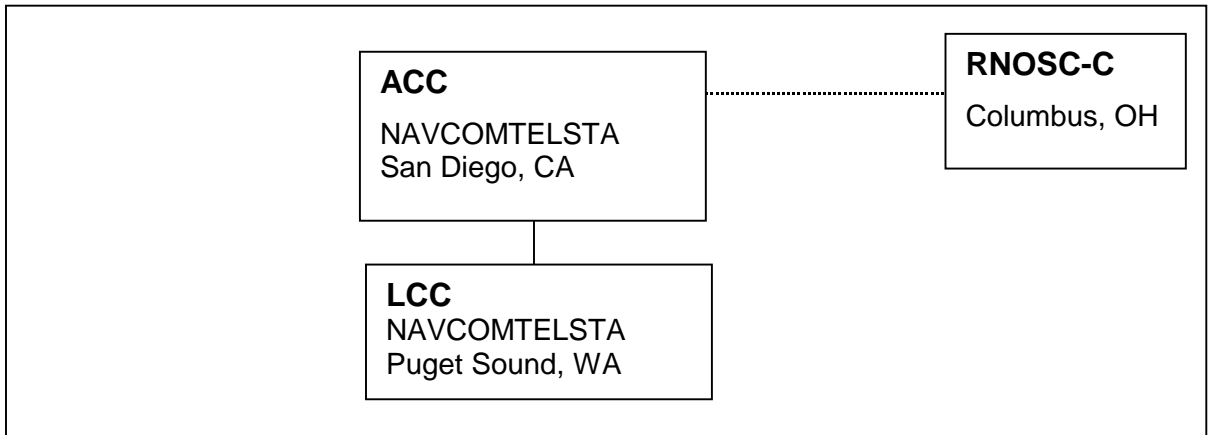 ACC
NAVCOMTELSTA
San Diego, CA
RNOSC-C
Columbus, OH
LCC
NAVCOMTELSTA
Puget Sound, WA